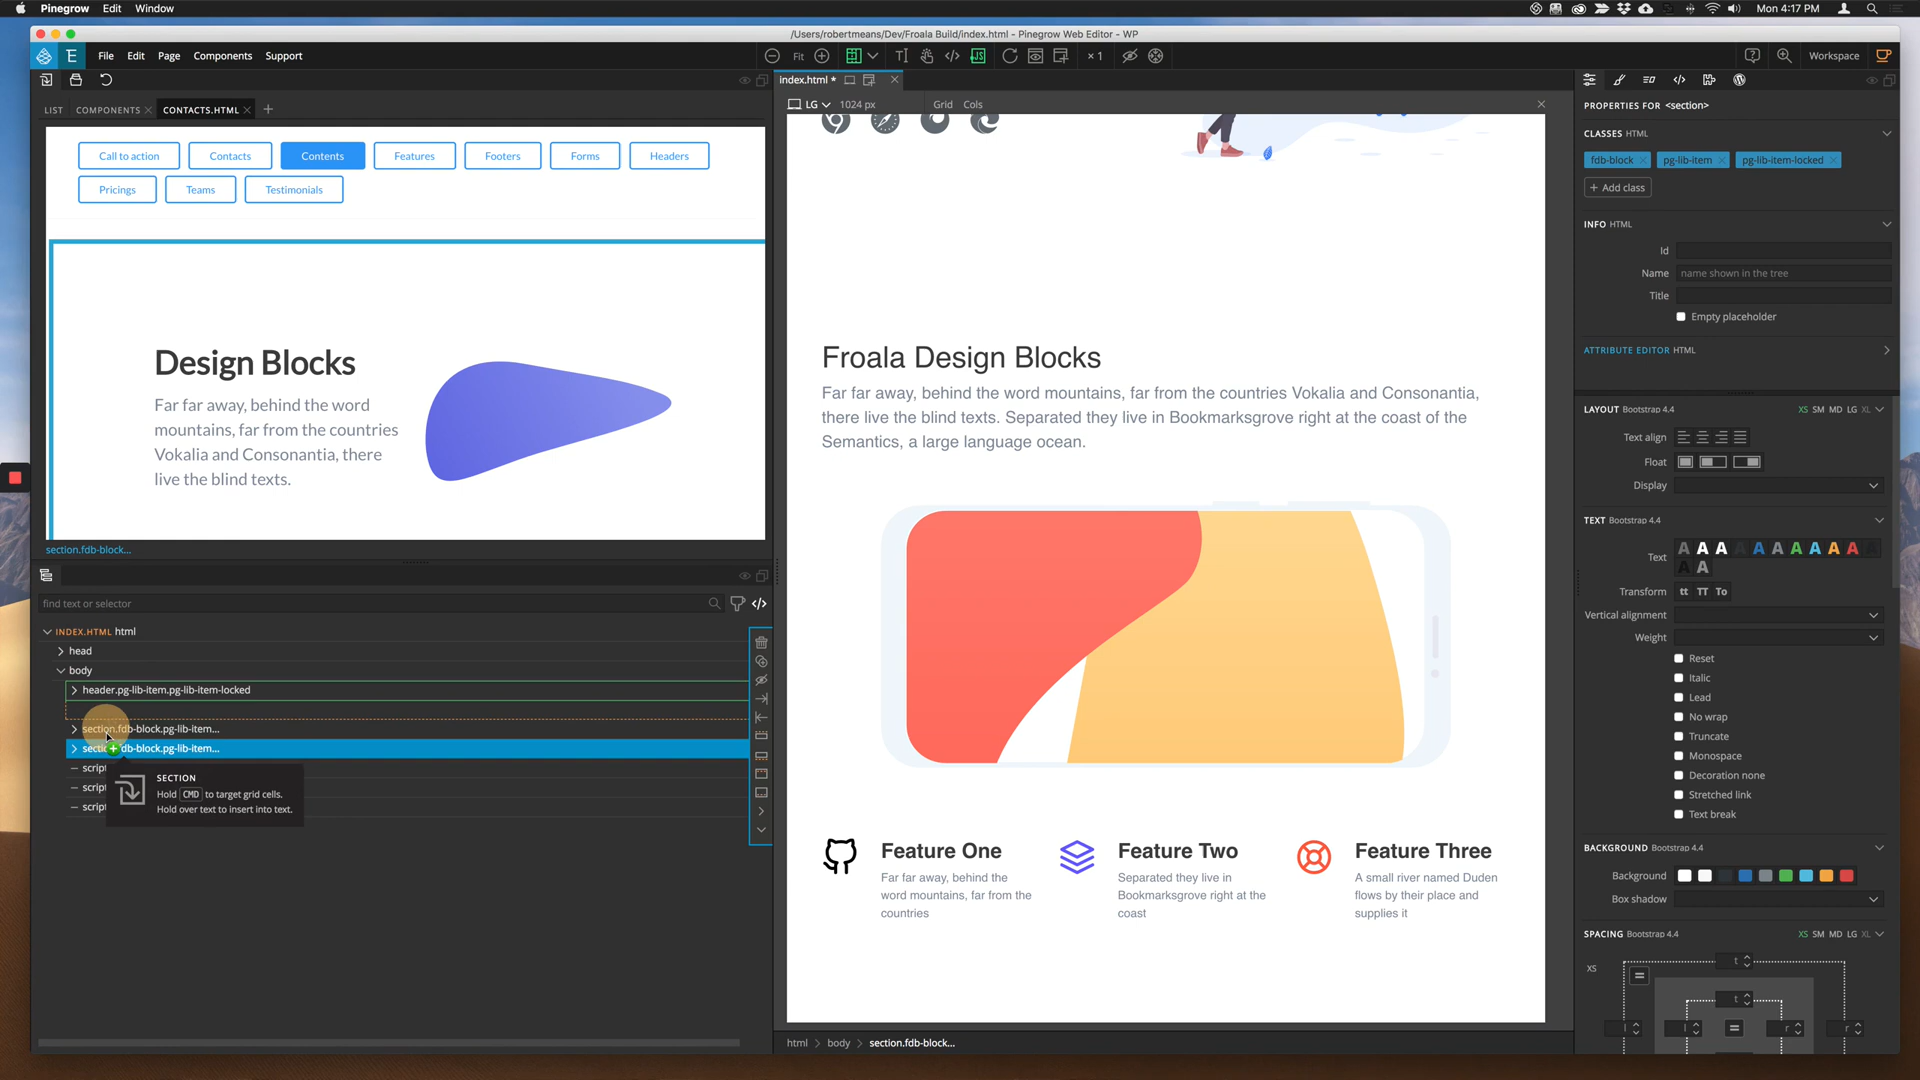 Pinegrow Edit Window
Mon 4:17 PM
/Users/robertmeans/Dev/Froala Build/index.html - Pinegrow Web Editor - WP
E File Edit Page Components Support
Fit
× 1
Workspace
index.html *
LIST COMPONENTS CONTACTS.HTML
LG 1024 px Grid Cols
Call to action Contacts Contents Features Footers Forms Headers
Pricings Teams Testimonials
Design Blocks
Far far away, behind the word
mountains, far from the countries
Vokalia and Consonantia, there
live the blind texts.
section.fdb-block...
find text or selector
INDEX.HTML html
head
body
header.pg-lib-item.pg-lib-item-locked
section.fdb-block.pg-lib-item...
fdb-block.pg-lib-item...
script
script
script
SECTION
Hold CMD to target grid cells.
Hold over text to insert into text.
Froala Design Blocks
Far far away, behind the word mountains, far from the countries Vokalia and Consonantia,
there live the blind texts. Separated they live in Bookmarksgrove right at the coast of the
Semantics, a large language ocean.
Feature One
Far far away, behind the
word mountains, far from the
countries
Feature Two
Separated they live in
Bookmarksgrove right at the
coast
Feature Three
A small river named Duden
flows by their place and
supplies it
html > body > section.fdb-block...
PROPERTIES FOR <section>
CLASSES HTML
fdb-block pg-lib-item pg-lib-item-locked
+ Add class
INFO HTML
Id
Name name shown in the tree
Title
Empty placeholder
ATTRIBUTE EDITOR HTML
LAYOUT Bootstrap 4.4 XS SM MD LG XL
Text align
Float
Display
TEXT Bootstrap 4.4
Text A A A A A A A A A A A
A A
Transform tt TT To
Vertical alignment
Weight
Reset
Italic
Lead
No wrap
Truncate
Monospace
Decoration none
Stretched link
Text break
BACKGROUND Bootstrap 4.4
Background
Box shadow
SPACING Bootstrap 4.4 XS SM MD LG XL
XS
t
t
l l r r